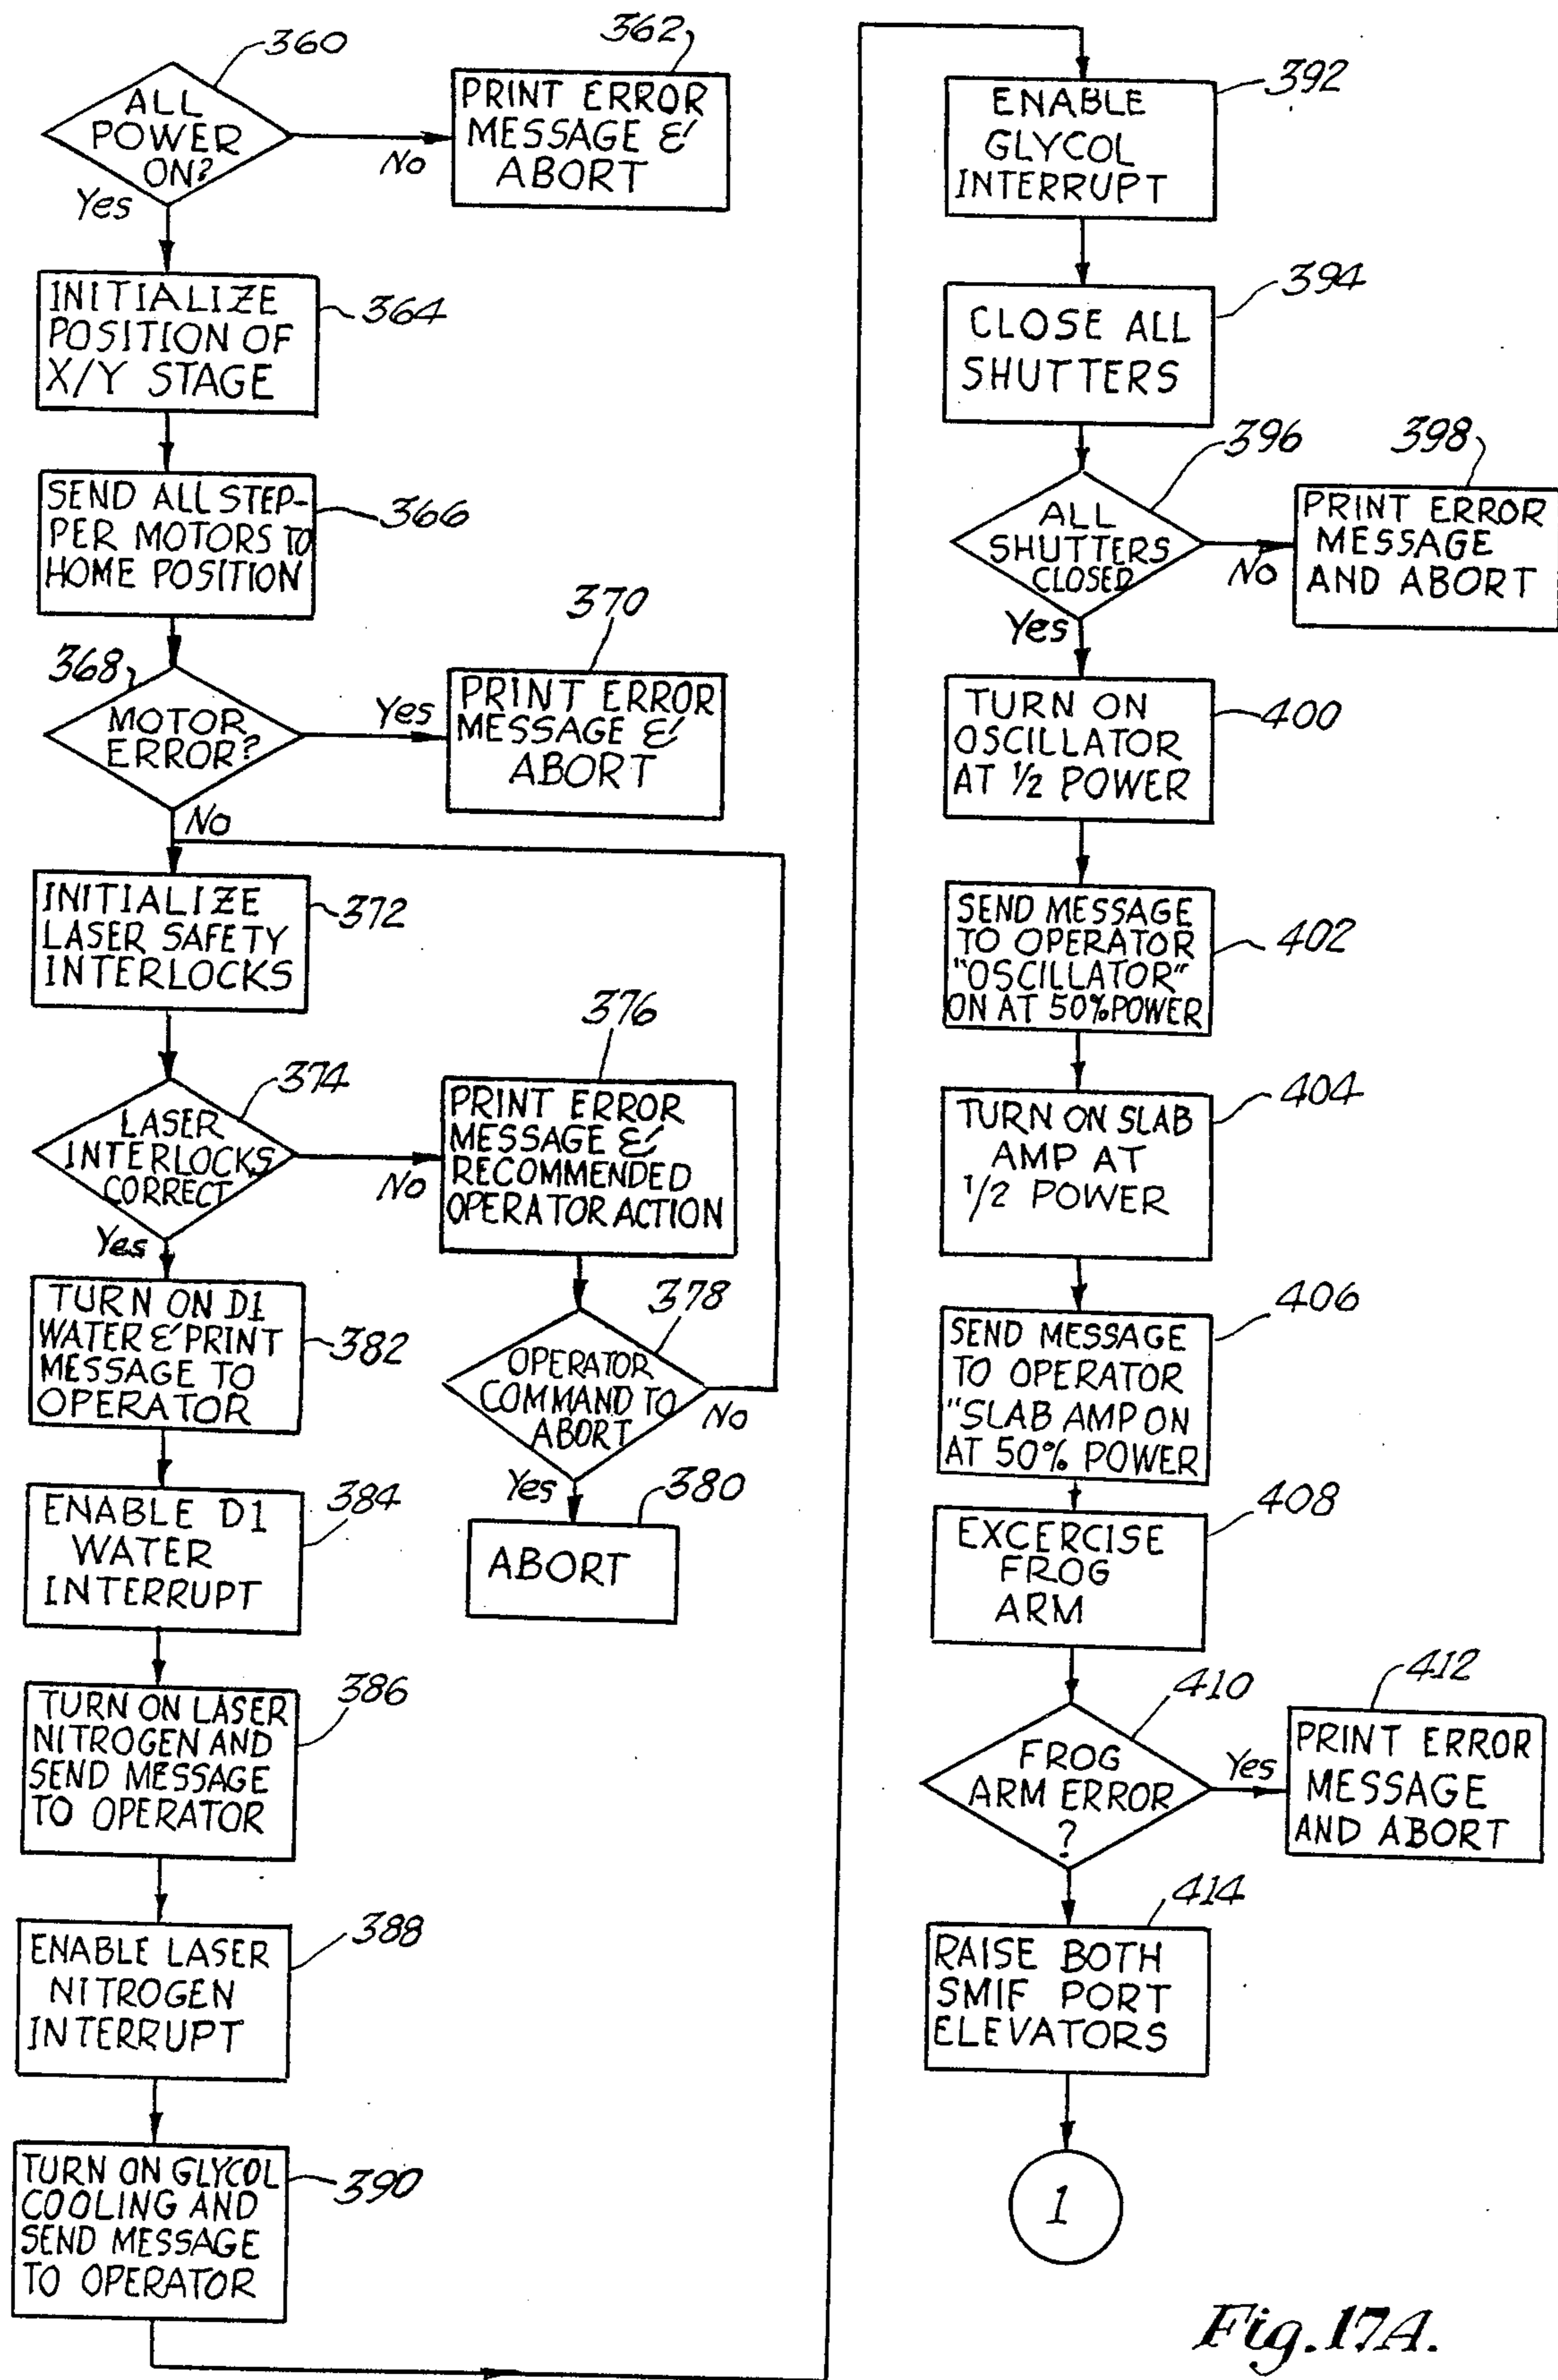 360
ALL
POWER
ON?
No
Yes
362
PRINT ERROR
MESSAGE &
ABORT
INITIALIZE
POSITION OF
X/Y STAGE
364
SEND ALL STEP-
PER MOTORS TO
HOME POSITION
366
368
MOTOR
ERROR?
Yes
No
370
PRINT ERROR
MESSAGE &
ABORT
INITIALIZE
LASER SAFETY
INTERLOCKS
372
374
LASER
INTERLOCKS
CORRECT
No
Yes
376
PRINT ERROR
MESSAGE &
RECOMMENDED
OPERATOR ACTION
378
OPERATOR
COMMAND TO
ABORT
No
Yes
380
ABORT
TURN ON D1
WATER & PRINT
MESSAGE TO
OPERATOR
382
ENABLE D1
WATER
INTERRUPT
384
TURN ON LASER
NITROGEN AND
SEND MESSAGE
TO OPERATOR
386
ENABLE LASER
NITROGEN
INTERRUPT
388
TURN ON GLYCOL
COOLING AND
SEND MESSAGE
TO OPERATOR
390
ENABLE
GLYCOL
INTERRUPT
392
CLOSE ALL
SHUTTERS
394
396
ALL
SHUTTERS
CLOSED
No
Yes
398
PRINT ERROR
MESSAGE
AND ABORT
TURN ON
OSCILLATOR
AT 1/2 POWER
400
SEND MESSAGE
TO OPERATOR
"OSCILLATOR"
ON AT 50% POWER
402
TURN ON SLAB
AMP AT
1/2 POWER
404
SEND MESSAGE
TO OPERATOR
"SLAB AMP ON
AT 50% POWER
406
EXCERCISE
FROG
ARM
408
410
FROG
ARM ERROR
?
Yes
412
PRINT ERROR
MESSAGE
AND ABORT
414
RAISE BOTH
SMIF PORT
ELEVATORS
1
Fig. 17A.